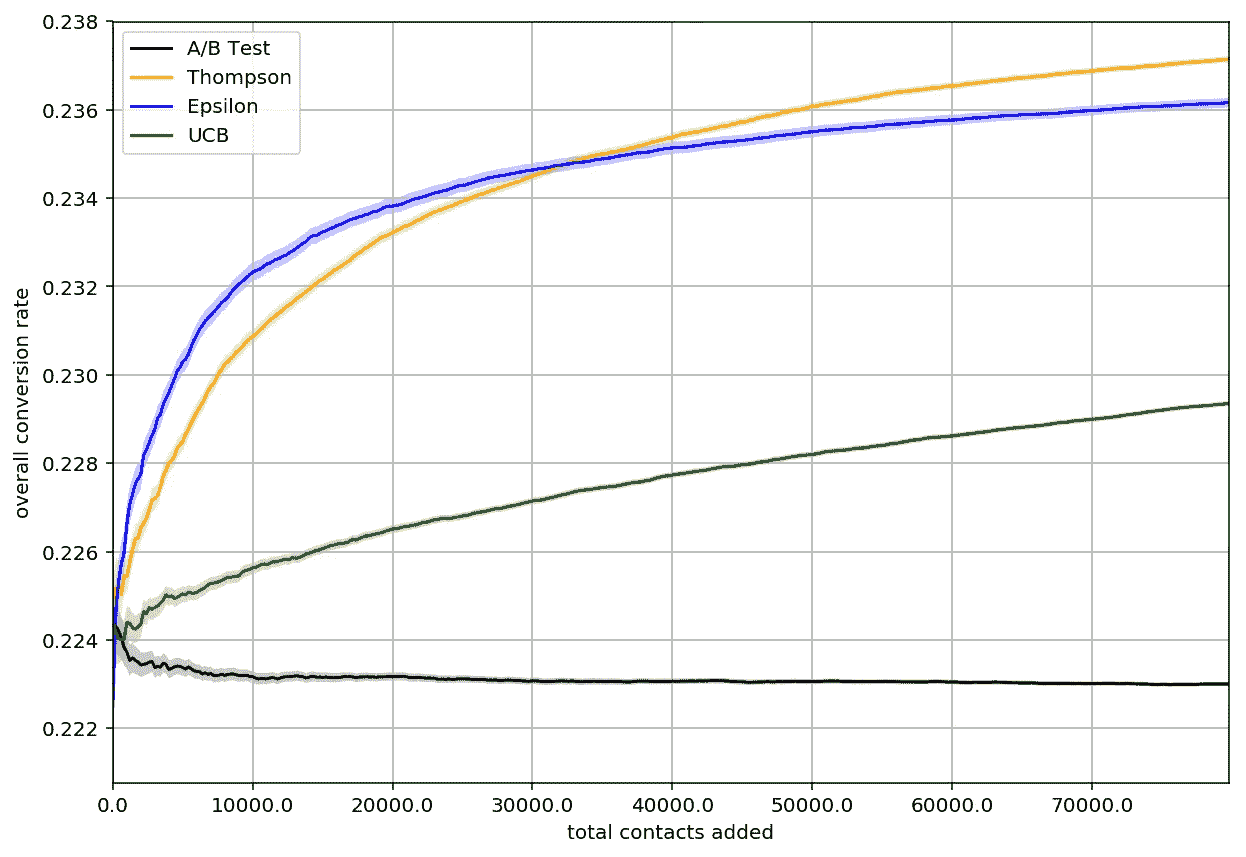 0.238
A/B Test
Thompson
Epsilon
UCB
0.236
0.234
0.232
0.230
0.228
0.226
0.224
0.222
overall conversion rate
0.0 10000.0 20000.0 30000.0 40000.0 50000.0 60000.0 70000.0
total contacts added